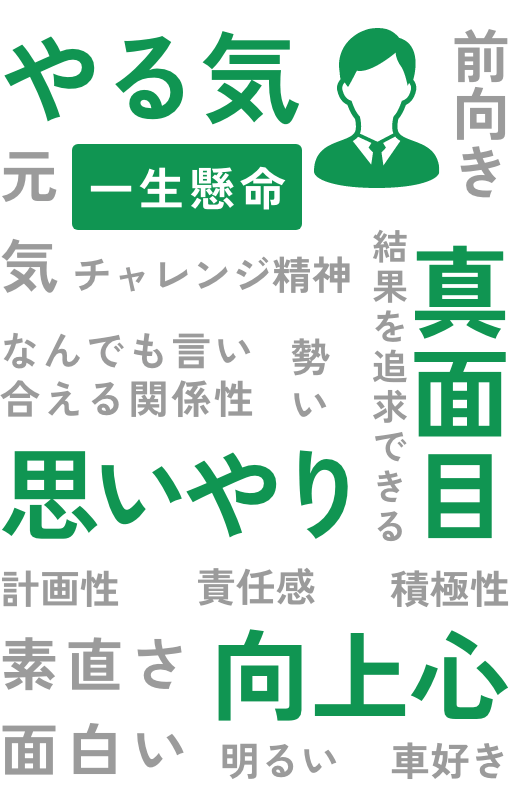 やる気
前向き
元気
一生懸命
チャレンジ精神
結果を追求できる
真面目
なんでも言い
合える関係性
勢い
思いやり
計画性
責任感
積極性
素直さ
向上心
面白い
明るい
車好き